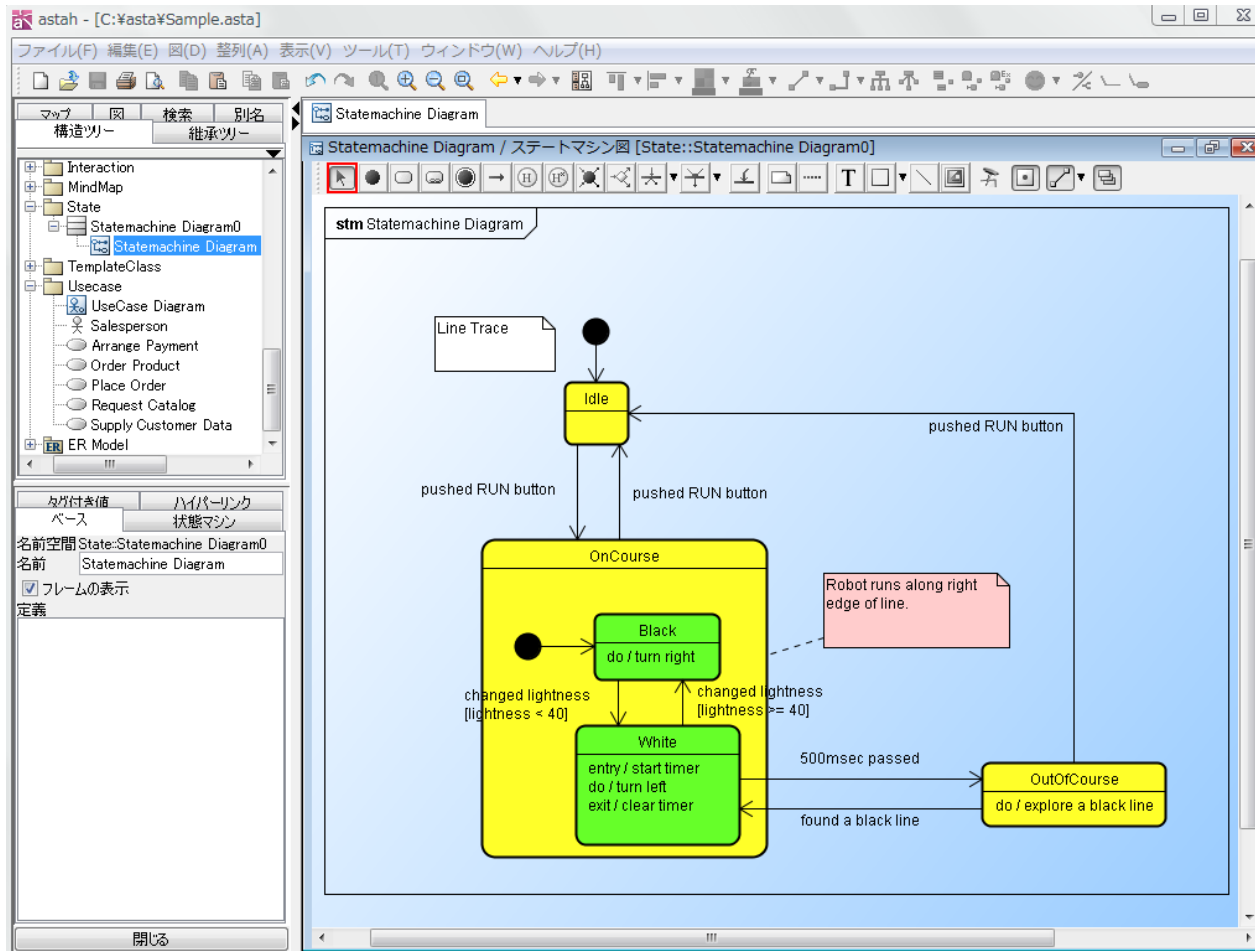 astah - [C:¥asta¥Sample.asta]
ファイル(F) 編集(E) 図(D) 整列(A) 表示(V) ツール(T) ウィンドウ(W) ヘルプ(H)
マップ 図 検索 別名
構造ツリー 継承ツリー
Interaction
MindMap
State
Statemachine Diagram0
Statemachine Diagram
TemplateClass
Usecase
UseCase Diagram
Salesperson
Arrange Payment
Order Product
Place Order
Request Catalog
Supply Customer Data
ER ER Model
タグ付き値 ハイパーリンク
ベース 状態マシン
名前空間 State::Statemachine Diagram0
名前 Statemachine Diagram
フレームの表示
定義
閉じる
Statemachine Diagram
Statemachine Diagram / ステートマシン図 [State::Statemachine Diagram0]
H H* T
stm Statemachine Diagram
Line Trace
Idle
pushed RUN button
pushed RUN button
pushed RUN button
OnCourse
Robot runs along right
edge of line.
Black
do / turn right
changed lightness
[lightness < 40]
changed lightness
[lightness >= 40]
White
entry / start timer
do / turn left
exit / clear timer
500msec passed
found a black line
OutOfCourse
do / explore a black line